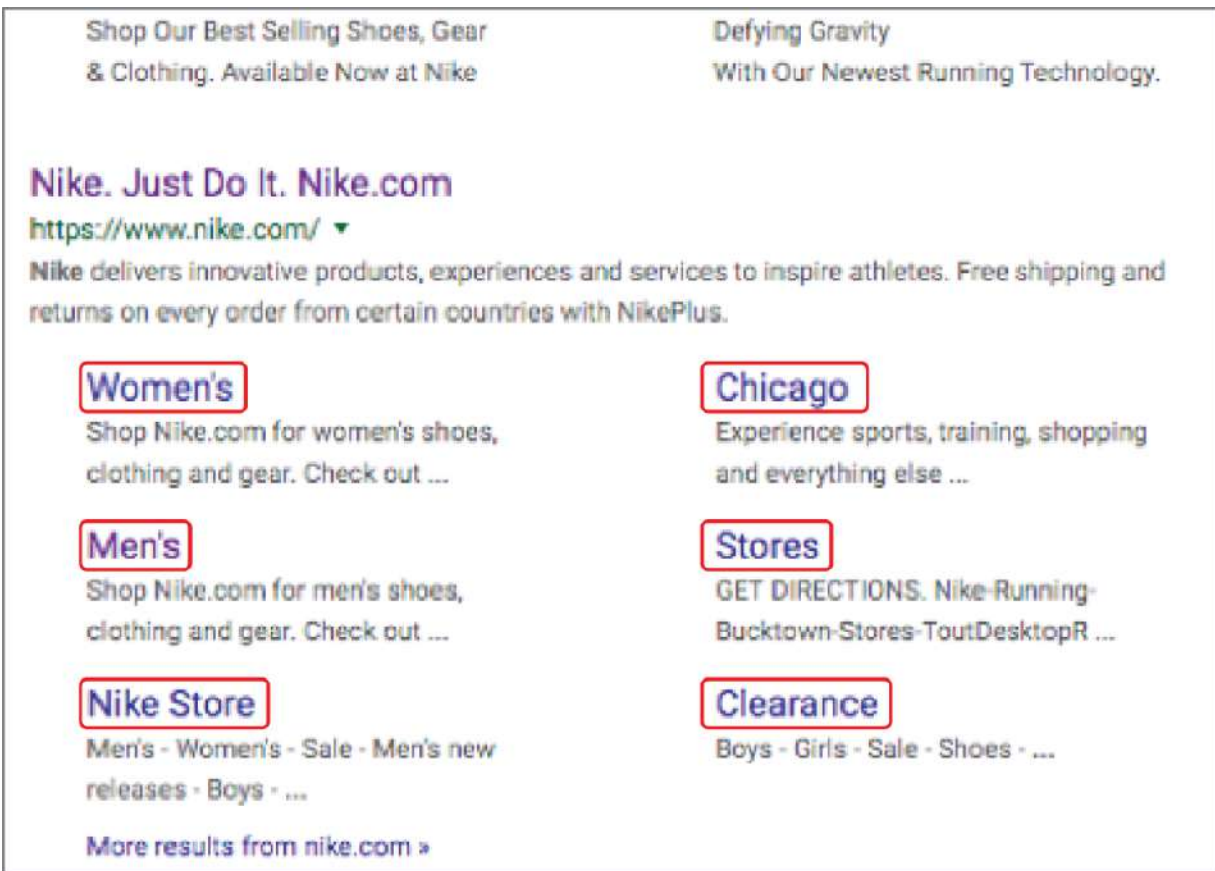 Shop Our Best Selling Shoes, Gear
& Clothing. Available Now at Nike
Defying Gravity
With Our Newest Running Technology.
Nike. Just Do It. Nike.com
https://www.nike.com/ ▼
Nike delivers innovative products, experiences and services to inspire athletes. Free shipping and
returns on every order from certain countries with NikePlus.
Women's
Shop Nike.com for women's shoes,
clothing and gear. Check out ...
Chicago
Experience sports, training, shopping
and everything else ...
Men's
Shop Nike.com for men's shoes,
clothing and gear. Check out ...
Stores
GET DIRECTIONS. Nike-Running-
Bucktown-Stores-ToutDesktopR ...
Nike Store
Men's - Women's - Sale - Men's new
releases - Boys - ...
Clearance
Boys - Girls - Sale - Shoes - ...
More results from nike.com »